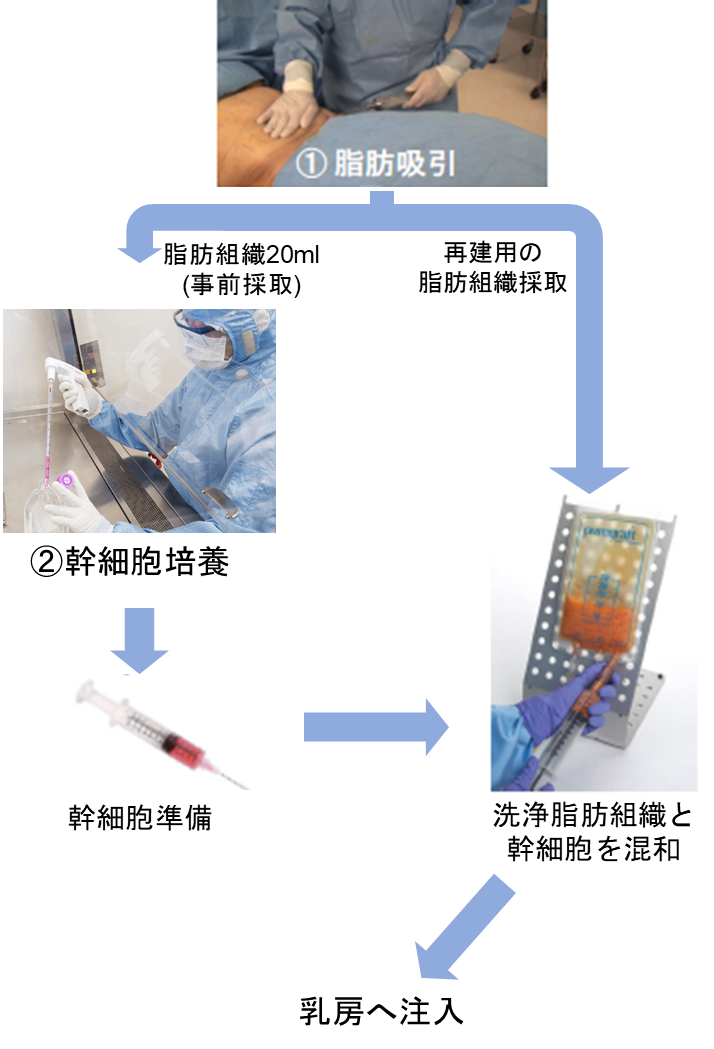 ① 脂肪吸引
脂肪組織20ml
(事前採取)
再建用の
脂肪組織採取
②幹細胞培養
puregraft
幹細胞準備
洗浄脂肪組織と
幹細胞を混和
乳房へ注入